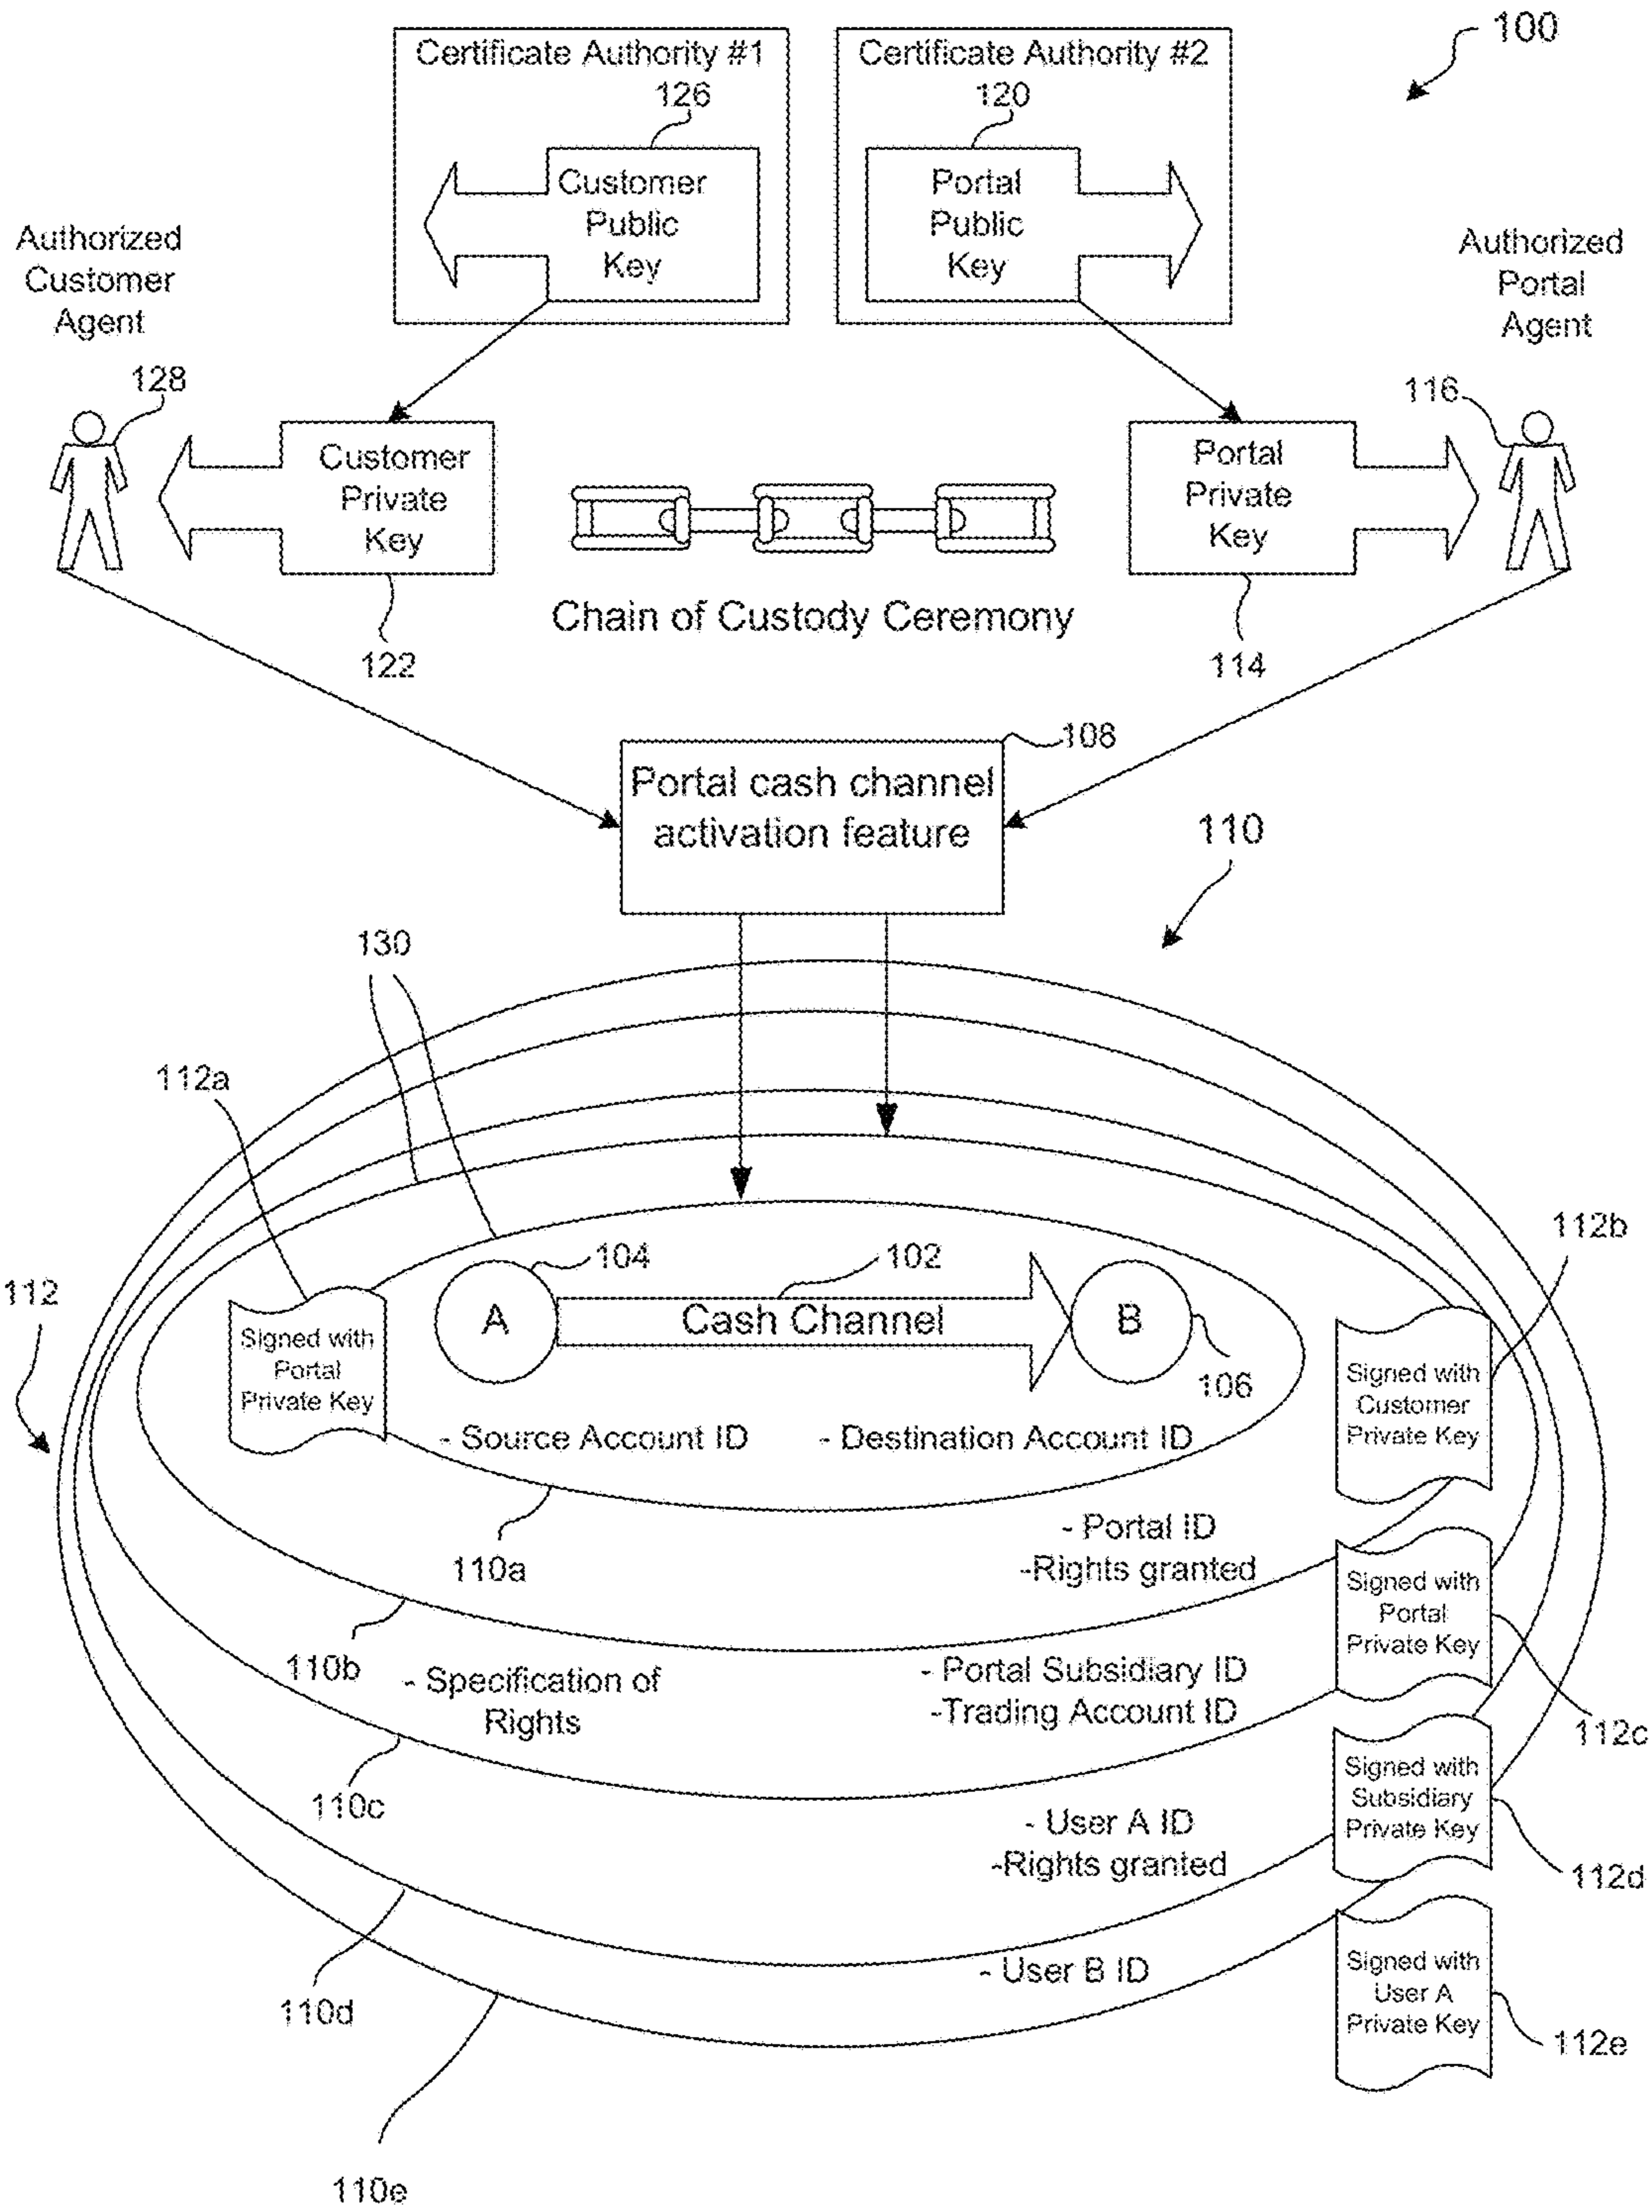 100
Certificate Authority #1
126
Customer
Public
Key
Certificate Authority #2
120
Portal
Public
Key
Authorized
Customer
Agent
Authorized
Portal
Agent
128
116
Customer
Private
Key
122
Portal
Private
Key
114
Chain of Custody Ceremony
108
Portal cash channel
activation feature
110
130
112a
112b
112
104
102
A
Cash Channel
B
106
Signed with
Portal
Private Key
- Source Account ID
- Destination Account ID
Signed with
Customer
Private Key
110a
- Portal ID
-Rights granted
110b
Signed with
Portal
Private Key
- Specification of
Rights
- Portal Subsidiary ID
-Trading Account ID
112c
110c
Signed with
Subsidiary
Private Key
- User A ID
-Rights granted
112d
110d
- User B ID
Signed with
User A
Private Key
112e
110e